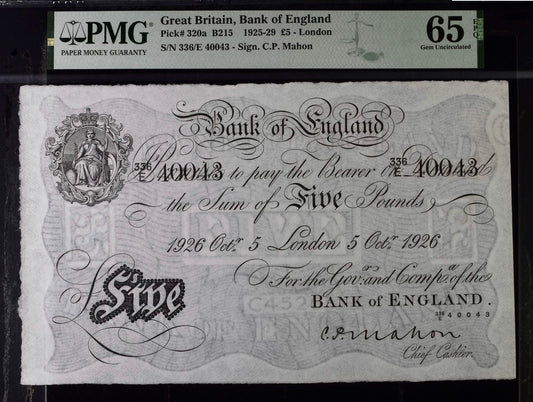 PMG
PAPER MONEY GUARANTY
Great Britain, Bank of England
Pick# 320a B215 1925-29 £5 - London
S/N 336/E 40043 - Sign. C.P. Mahon
65 EPQ
Gem Uncirculated
Bank of England
336/E 40043 to pay the Bearer on 336/E 40043
the Sum of Five Pounds
1926 Octr. 5 London 5 Octr. 1926
For the Govr. and Compa. of the
BANK of ENGLAND.
£Five
336/E 40043
C.P. Mahon
Chief Cashier.